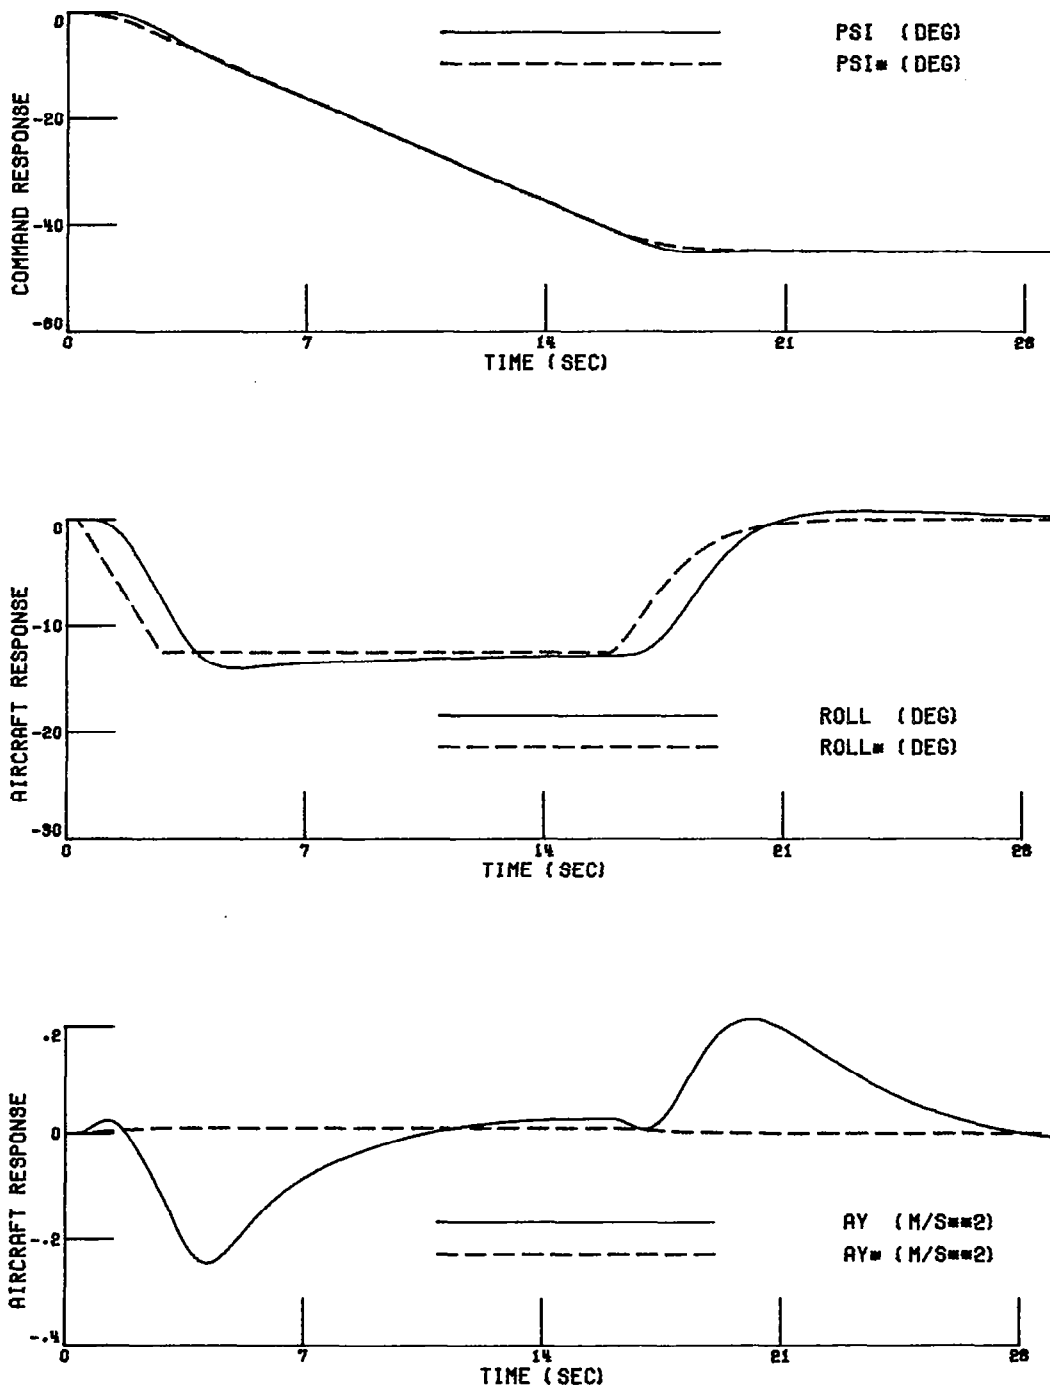 PSI (DEG)
PSI* (DEG)
COMMAND RESPONSE
0
-20
-40
-60
0 7 14 21 28
TIME (SEC)
AIRCRAFT RESPONSE
0
-10
-20
-30
ROLL (DEG)
ROLL* (DEG)
0 7 14 21 28
TIME (SEC)
AIRCRAFT RESPONSE
.2
0
-.2
-.4
AY (M/S**2)
AY* (M/S**2)
0 7 14 21 28
TIME (SEC)